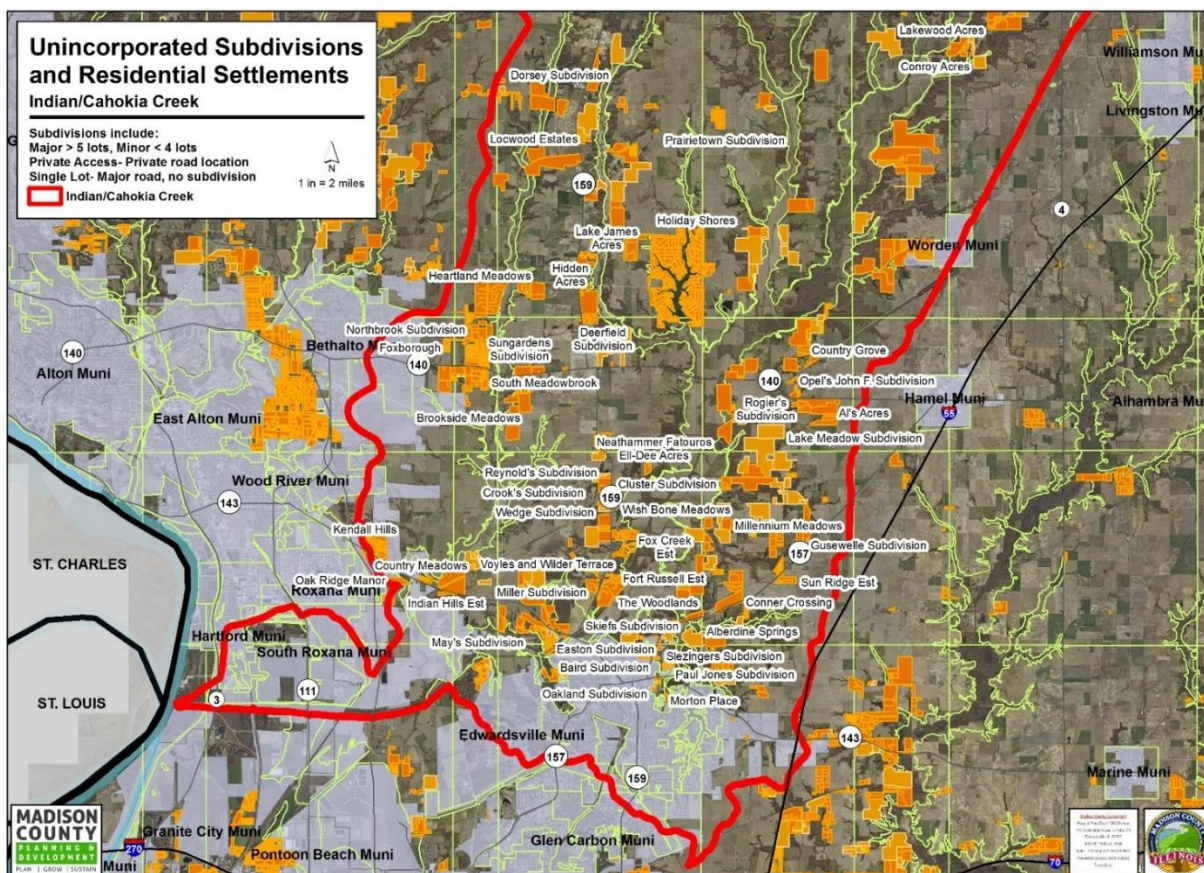 Unincorporated Subdivisions
and Residential Settlements
Indian/Cahokia Creek
Subdivisions include:
Major > 5 lots, Minor < 4 lots
Private Access- Private road location
Single Lot- Major road, no subdivision
N
1 in = 2 miles
Indian/Cahokia Creek
Lakewood Acres
Williamson Mu
Conroy Acres
Dorsey Subdivision
Livingston Mu
Locwood Estates
Prairietown Subdivision
159
4
Holiday Shores
Lake James
Acres
Worden Muni
Heartland Meadows
Hidden
Acres
Northbrook Subdivision
Bethalto M
Foxborough
140
Sungardens
Subdivision
Deerfield
Subdivision
Country Grove
140
Alton Muni
South Meadowbrook
140
Opel's John F. Subdivision
Rogier's
Subdivision
Hamel Muni
55
Alhambra Mu
East Alton Muni
Brookside Meadows
Al's Acres
Lake Meadow Subdivision
Neathammer Fatouros
Ell-Dee Acres
Reynold's Subdivision
Cluster Subdivision
Wood River Muni
Crook's Subdivision
159
143
Wedge Subdivision
Wish Bone Meadows
Kendall Hills
Millennium Meadows
Fox Creek
Est
157
Gusewelle Subdivision
ST. CHARLES
Country Meadows
Voyles and Wilder Terrace
Oak Ridge Manor
Roxana Muni
Fort Russell Est
Sun Ridge Est
Miller Subdivision
Indian Hills Est
The Woodlands
Conner Crossing
Hartford Muni
Skiefs Subdivision
Alberdine Springs
South Roxana Muni
May's Subdivision
Easton Subdivision
Slezingers Subdivision
Baird Subdivision
Paul Jones Subdivision
ST. LOUIS
3
111
Oakland Subdivision
Morton Place
Edwardsville Muni
143
157
159
Marine Muni
MADISON
COUNTY
PLANNING &
DEVELOPMENT
PLAN | GROW | SUSTAIN
Granite City Muni
Glen Carbon Muni
270
Muni
Pontoon Beach Muni
70
MADISON COUNTY
ILLINOIS